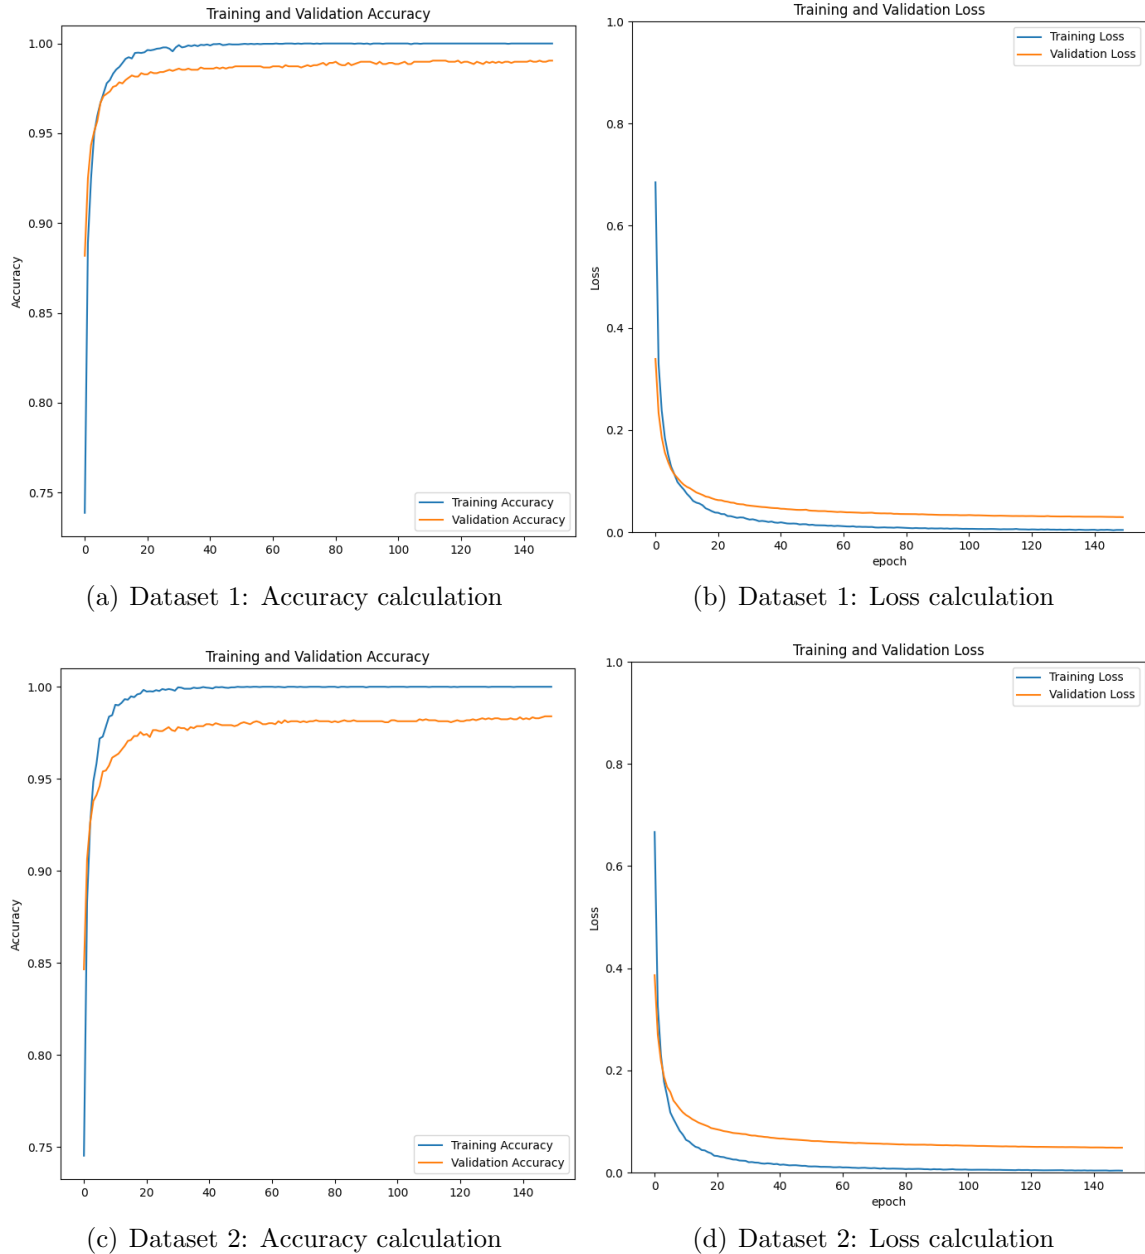 Training and Validation Accuracy
1.00
0.95
0.90
0.85
0.80
0.75
Accuracy
Training Accuracy
Validation Accuracy
0 20 40 60 80 100 120 140
(a) Dataset 1: Accuracy calculation
Training and Validation Loss
1.0
0.8
0.6
0.4
0.2
0.0
Loss
Training Loss
Validation Loss
0 20 40 60 80 100 120 140
epoch
(b) Dataset 1: Loss calculation
Training and Validation Accuracy
1.00
0.95
0.90
0.85
0.80
0.75
Accuracy
Training Accuracy
Validation Accuracy
0 20 40 60 80 100 120 140
(c) Dataset 2: Accuracy calculation
Training and Validation Loss
1.0
0.8
0.6
0.4
0.2
0.0
Loss
Training Loss
Validation Loss
0 20 40 60 80 100 120 140
epoch
(d) Dataset 2: Loss calculation